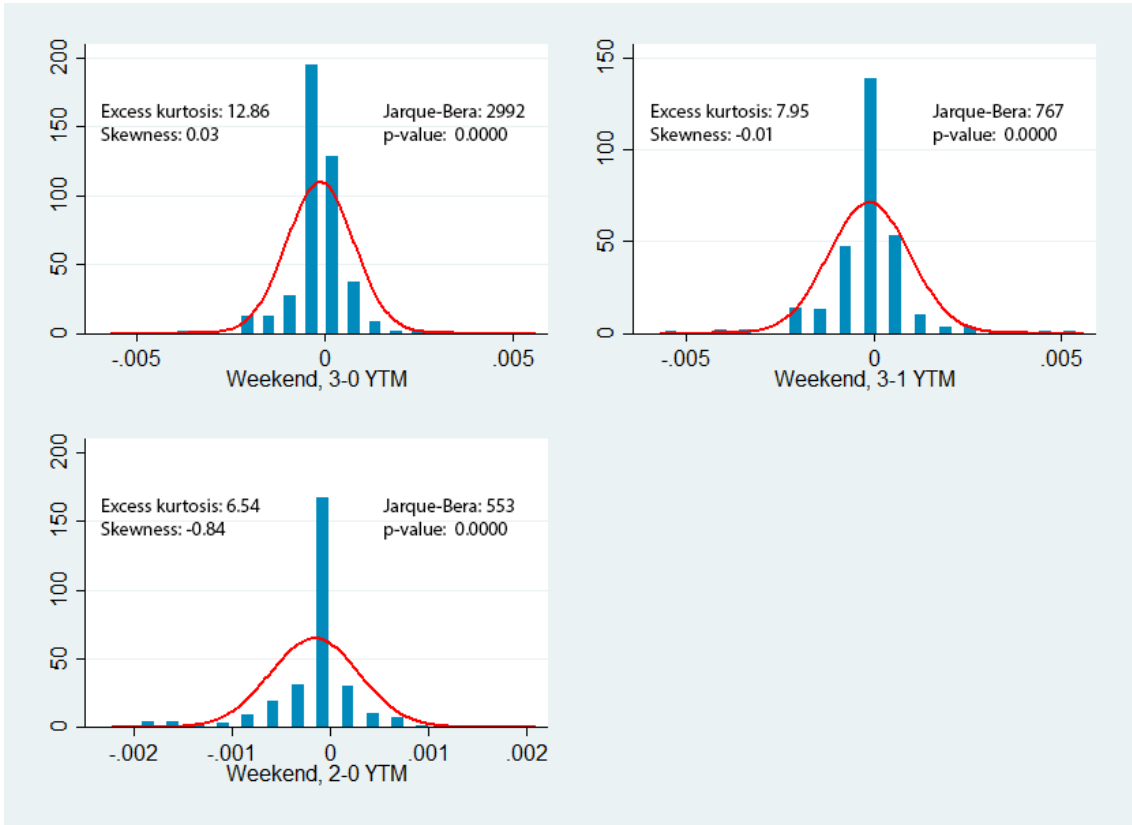 200
150
100
50
0
Excess kurtosis: 12.86
Skewness: 0.03
Jarque-Bera: 2992
p-value: 0.0000
-.005 0 .005
Weekend, 3-0 YTM
150
100
50
0
Excess kurtosis: 7.95
Skewness: -0.01
Jarque-Bera: 767
p-value: 0.0000
-.005 0 .005
Weekend, 3-1 YTM
200
150
100
50
0
Excess kurtosis: 6.54
Skewness: -0.84
Jarque-Bera: 553
p-value: 0.0000
-.002 -.001 0 .001 .002
Weekend, 2-0 YTM